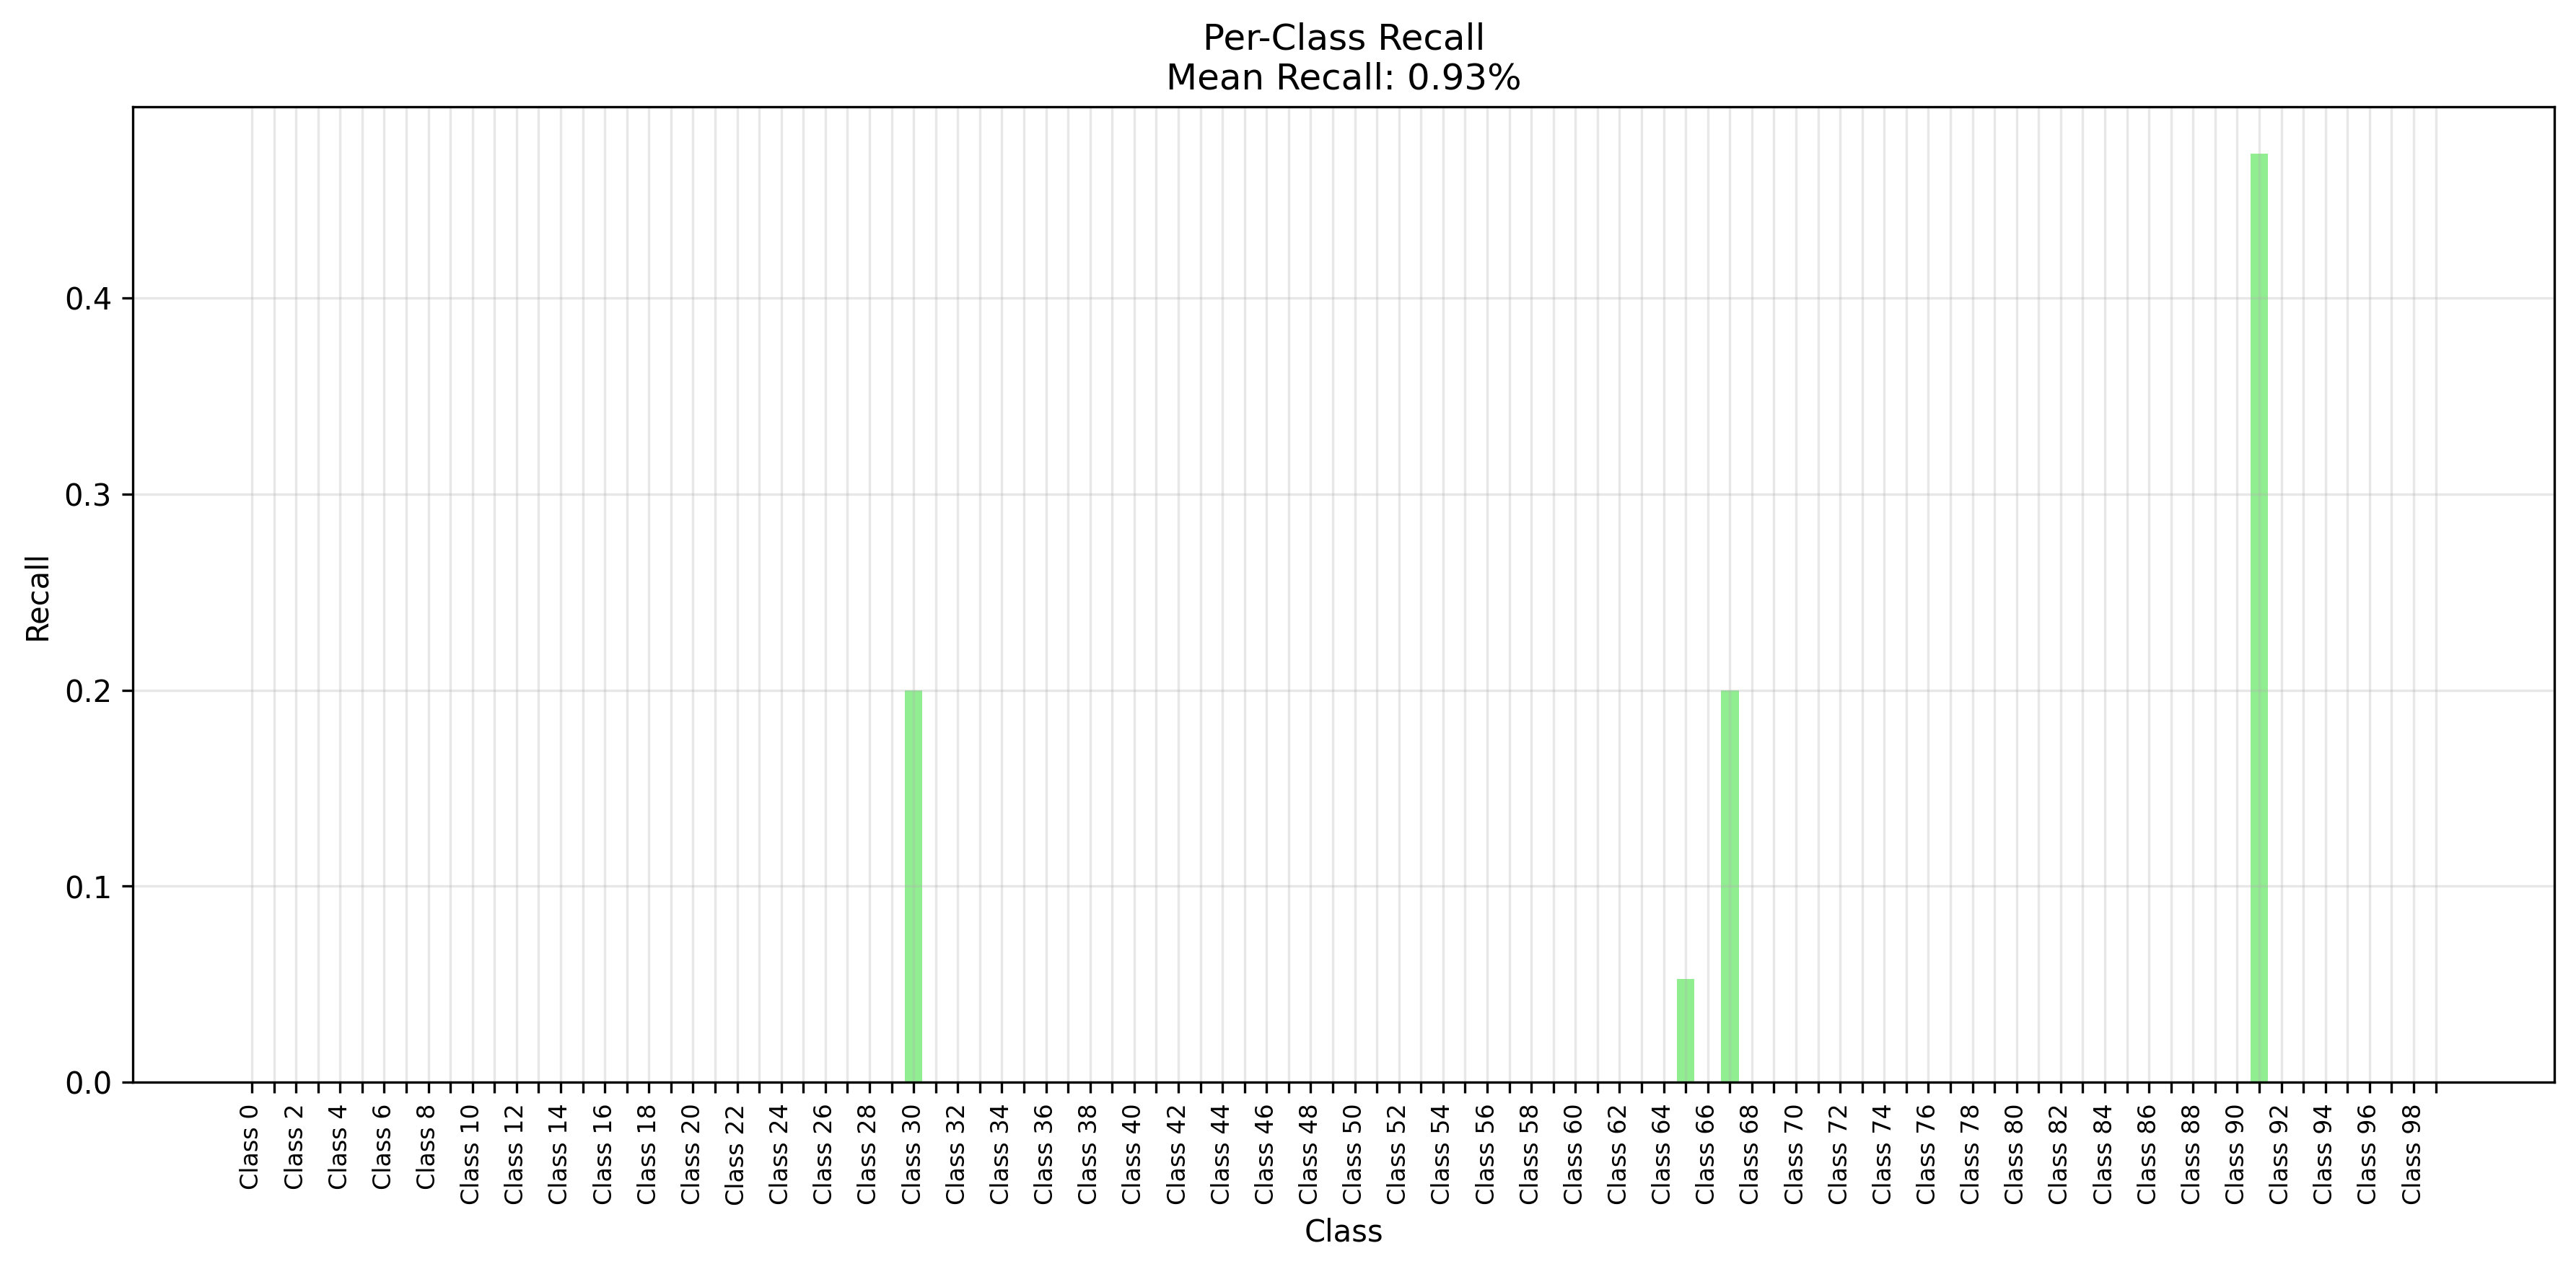 Per-Class Recall
Mean Recall: 0.93%
Recall
0.4
0.3
0.2
0.1
0.0
Class 0
Class 2
Class 4
Class 6
Class 8
Class 10
Class 12
Class 14
Class 16
Class 18
Class 20
Class 22
Class 24
Class 26
Class 28
Class 30
Class 32
Class 34
Class 36
Class 38
Class 40
Class 42
Class 44
Class 46
Class 48
Class 50
Class 52
Class 54
Class 56
Class 58
Class 60
Class 62
Class 64
Class 66
Class 68
Class 70
Class 72
Class 74
Class 76
Class 78
Class 80
Class 82
Class 84
Class 86
Class 88
Class 90
Class 92
Class 94
Class 96
Class 98
Class